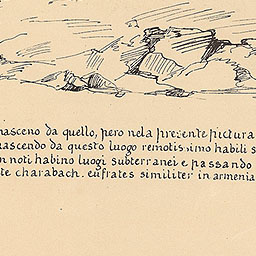 nasceno da quello, pero nela presente pictura
nascendo da questo luogo remotissimo habili s
n noti habino luogi subterranei e passando
te charabach. eufrates similiter in armenia